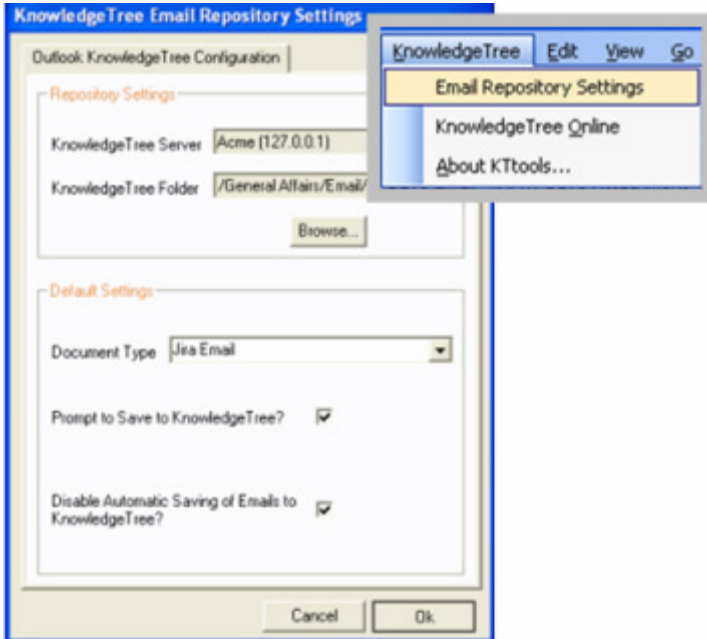 KnowledgeTree Email Repository Settings
KnowledgeTree Edit View Go
Email Repository Settings
KnowledgeTree Online
About KTtools...
Outlook KnowledgeTree Configuration
Repository Settings
KnowledgeTree Server Acme (127.0.0.1)
KnowledgeTree Folder /General Affairs/Email/
Browse...
Default Settings
Document Type Jira Email
Prompt to Save to KnowledgeTree?
Disable Automatic Saving of Emails to
KnowledgeTree?
Cancel Ok